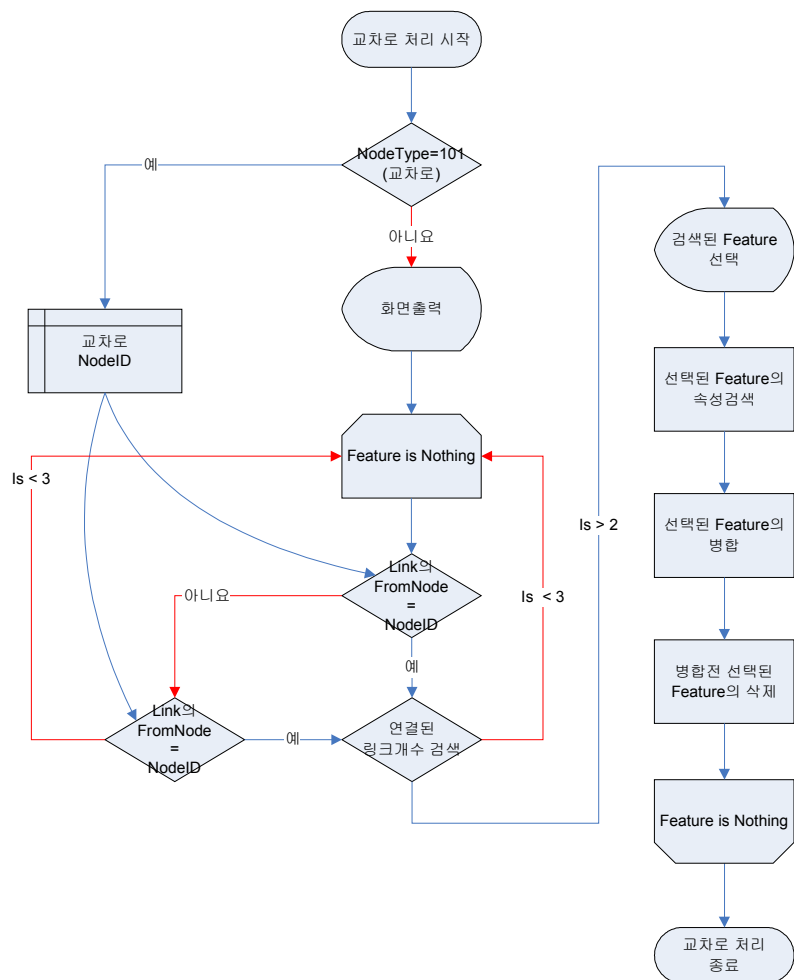 교차로 처리 시작
NodeType=101
(교차로)
예
아니요
화면출력
교차로
NodeID
Feature is Nothing
Is < 3
Is < 3
Link의
FromNode
=
NodeID
아니요
예
Link의
FromNode
=
NodeID
예
연결된
링크개수 검색
Is > 2
검색된 Feature
선택
선택된 Feature의
속성검색
선택된 Feature의
병합
병합전 선택된
Feature의 삭제
Feature is Nothing
교차로 처리
종료